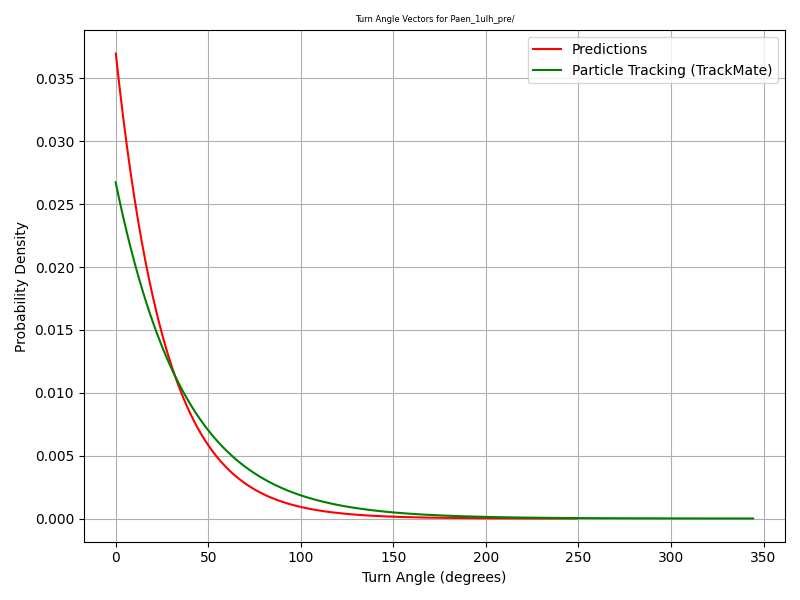 Turn Angle Vectors for Paen_1ulh_pre/
Predictions
Particle Tracking (TrackMate)
Probability Density
0.035
0.030
0.025
0.020
0.015
0.010
0.005
0.000
0 50 100 150 200 250 300 350
Turn Angle (degrees)